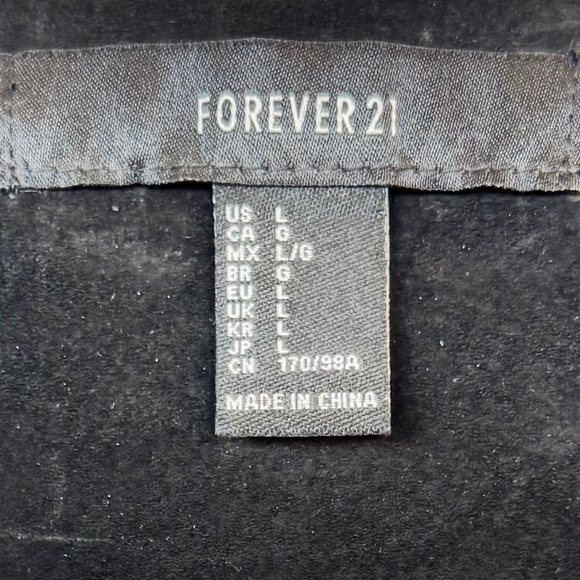 FOREVER 21
US L
CA G
MX L/G
BR G
EU L
UK L
KR L
JP L
CN 170/98A
MADE IN CHINA